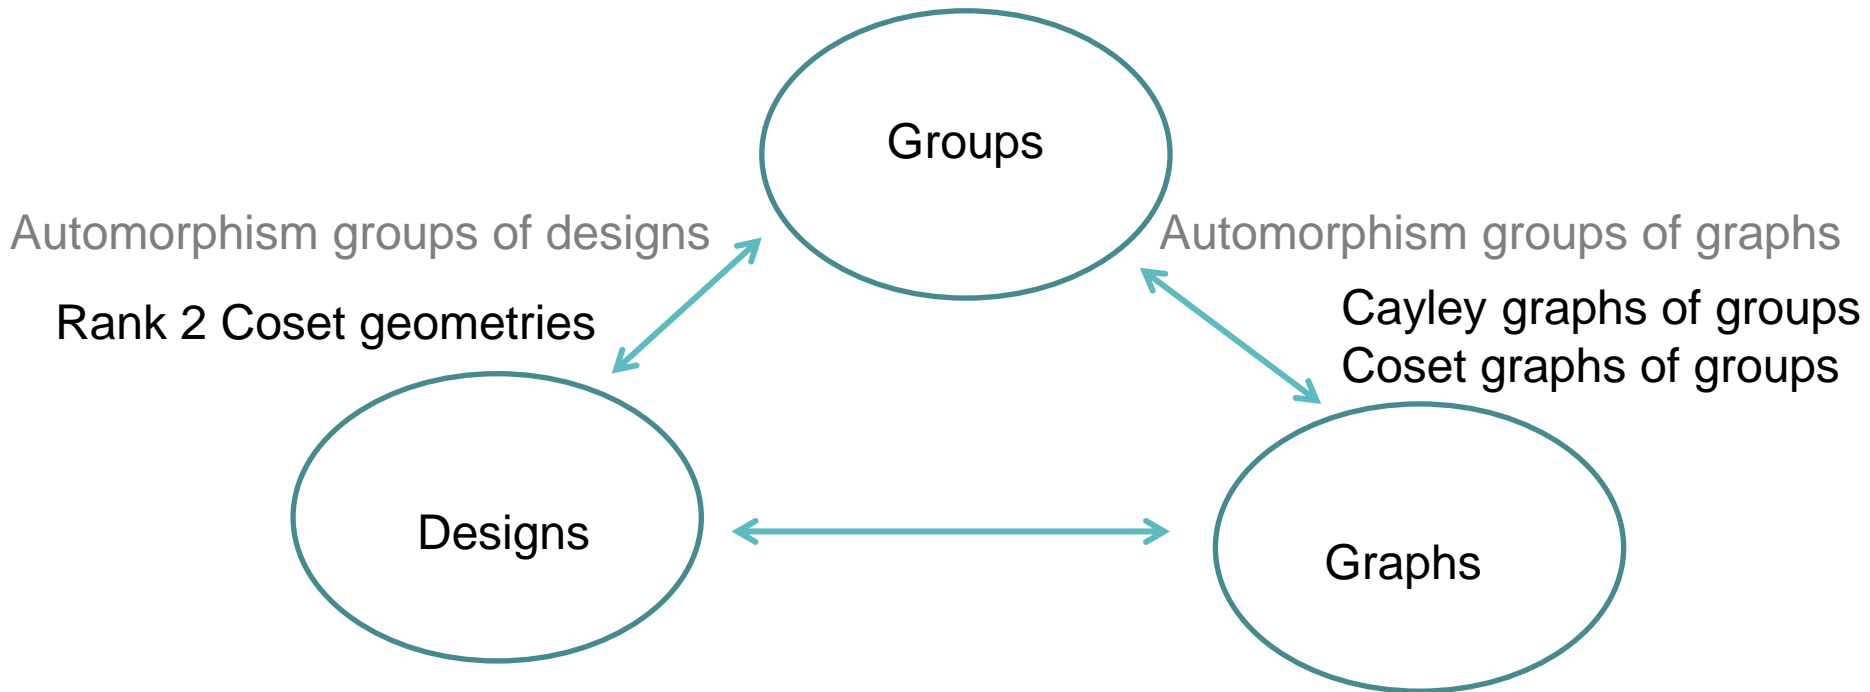 Groups
Automorphism groups of designs
Automorphism groups of graphs
Rank 2 Coset geometries
Cayley graphs of groups
Coset graphs of groups
Designs
Graphs